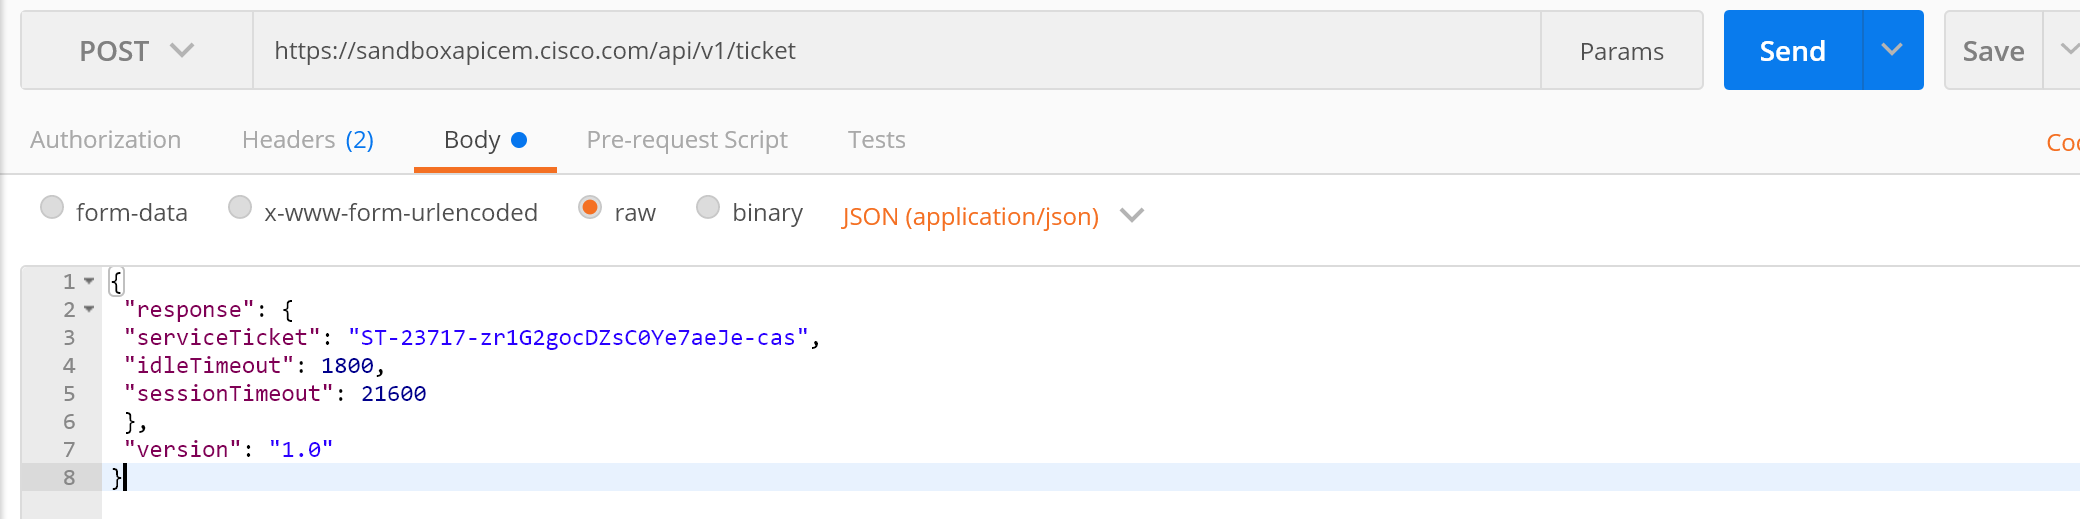 POST https://sandboxapicem.cisco.com/api/v1/ticket Params Send Save
Authorization Headers (2) Body Pre-request Script Tests
form-data x-www-form-urlencoded raw binary JSON (application/json)
1 {
2 "response": {
3 "serviceTicket": "ST-23717-zr1G2gocDZsC0Ye7aeJe-cas",
4 "idleTimeout": 1800,
5 "sessionTimeout": 21600
6 },
7 "version": "1.0"
8 }